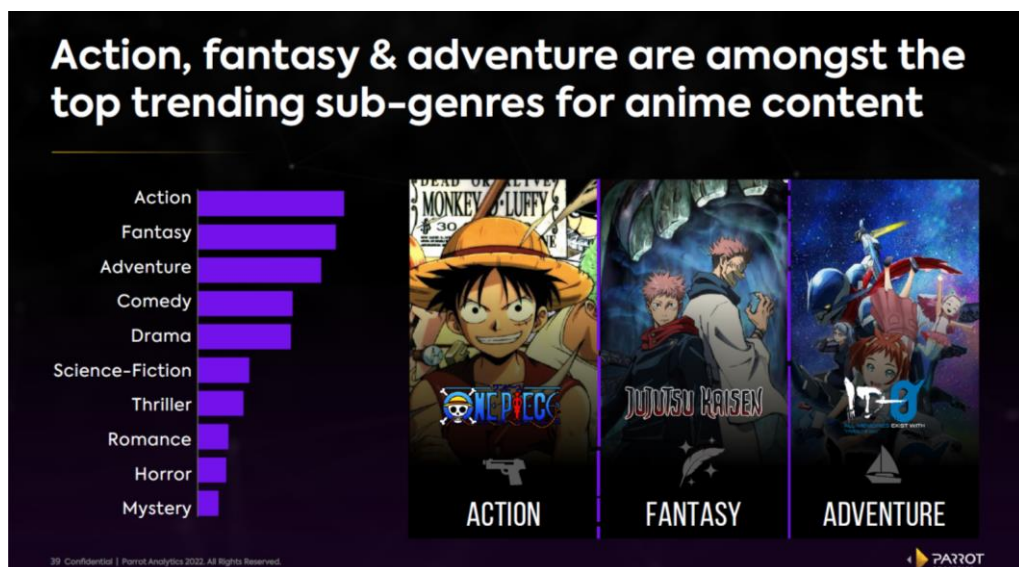 Action, fantasy & adventure are amongst the
top trending sub-genres for anime content
Action
Fantasy
Adventure
Comedy
Drama
Science-Fiction
Thriller
Romance
Horror
Mystery
MONKEY D. LUFFY
30
ONE PIECE
JUJUTSU KAISEN
ACTION
FANTASY
ADVENTURE
39 Confidential | Parrot Analytics 2022. All Rights Reserved.
PARROT